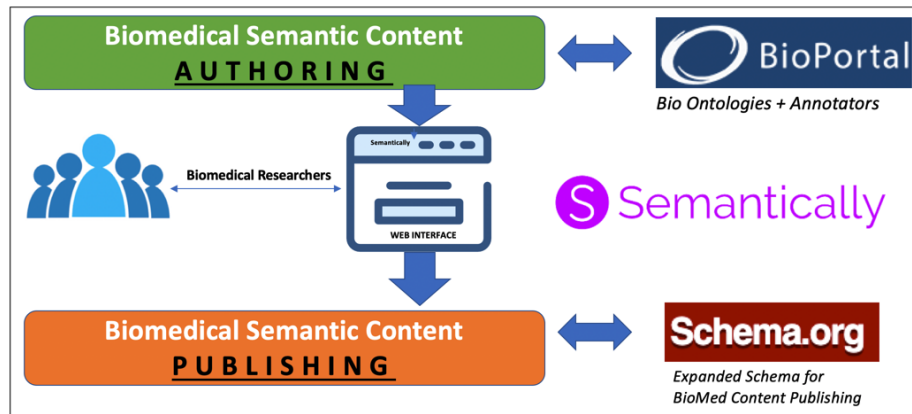 Biomedical Semantic Content
AUTHORING
BioPortal
Bio Ontologies + Annotators
Semantically
Biomedical Researchers
WEB INTERFACE
S Semantically
Biomedical Semantic Content
PUBLISHING
Schema.org
Expanded Schema for
BioMed Content Publishing